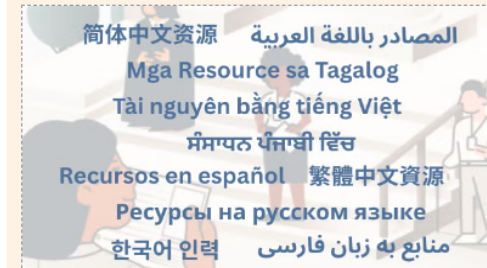 简体中文资源 المصادر باللغة العربية
Mga Resource sa Tagalog
Tài nguyên bằng tiếng Việt
ਸੰਸਾਧਨ ਪੰਜਾਬੀ ਵਿੱਚ
Recursos en español 繁體中文資源
Ресурсы на русском языке
한국어 인력 منابع به زبان فارسی